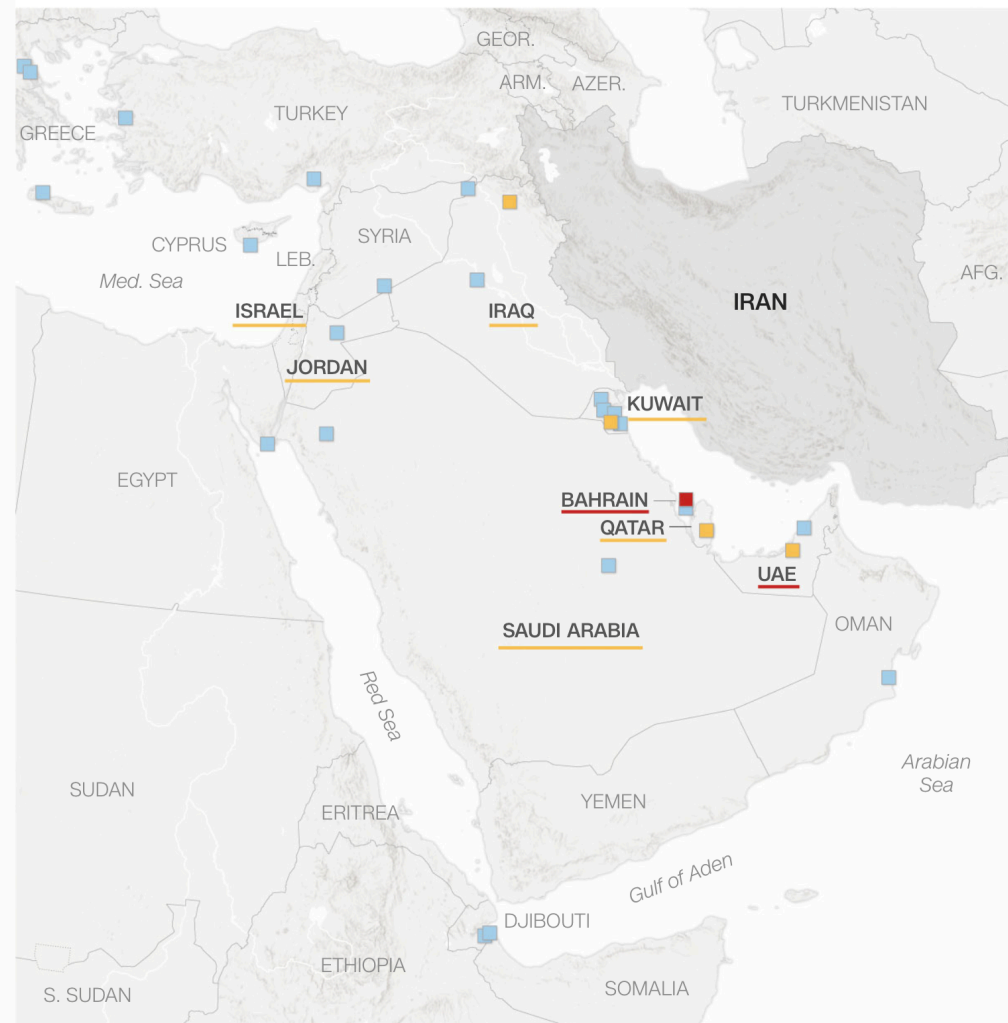 GEOR.
ARM.
AZER.
TURKMENISTAN
TURKEY
GREECE
SYRIA
CYPRUS
LEB.
AFG.
Med. Sea
IRAN
ISRAEL
IRAQ
JORDAN
KUWAIT
EGYPT
BAHRAIN
QATAR
UAE
OMAN
SAUDI ARABIA
Red Sea
Arabian
Sea
SUDAN
YEMEN
ERITREA
Gulf of Aden
DJIBOUTI
ETHIOPIA
SOMALIA
S. SUDAN